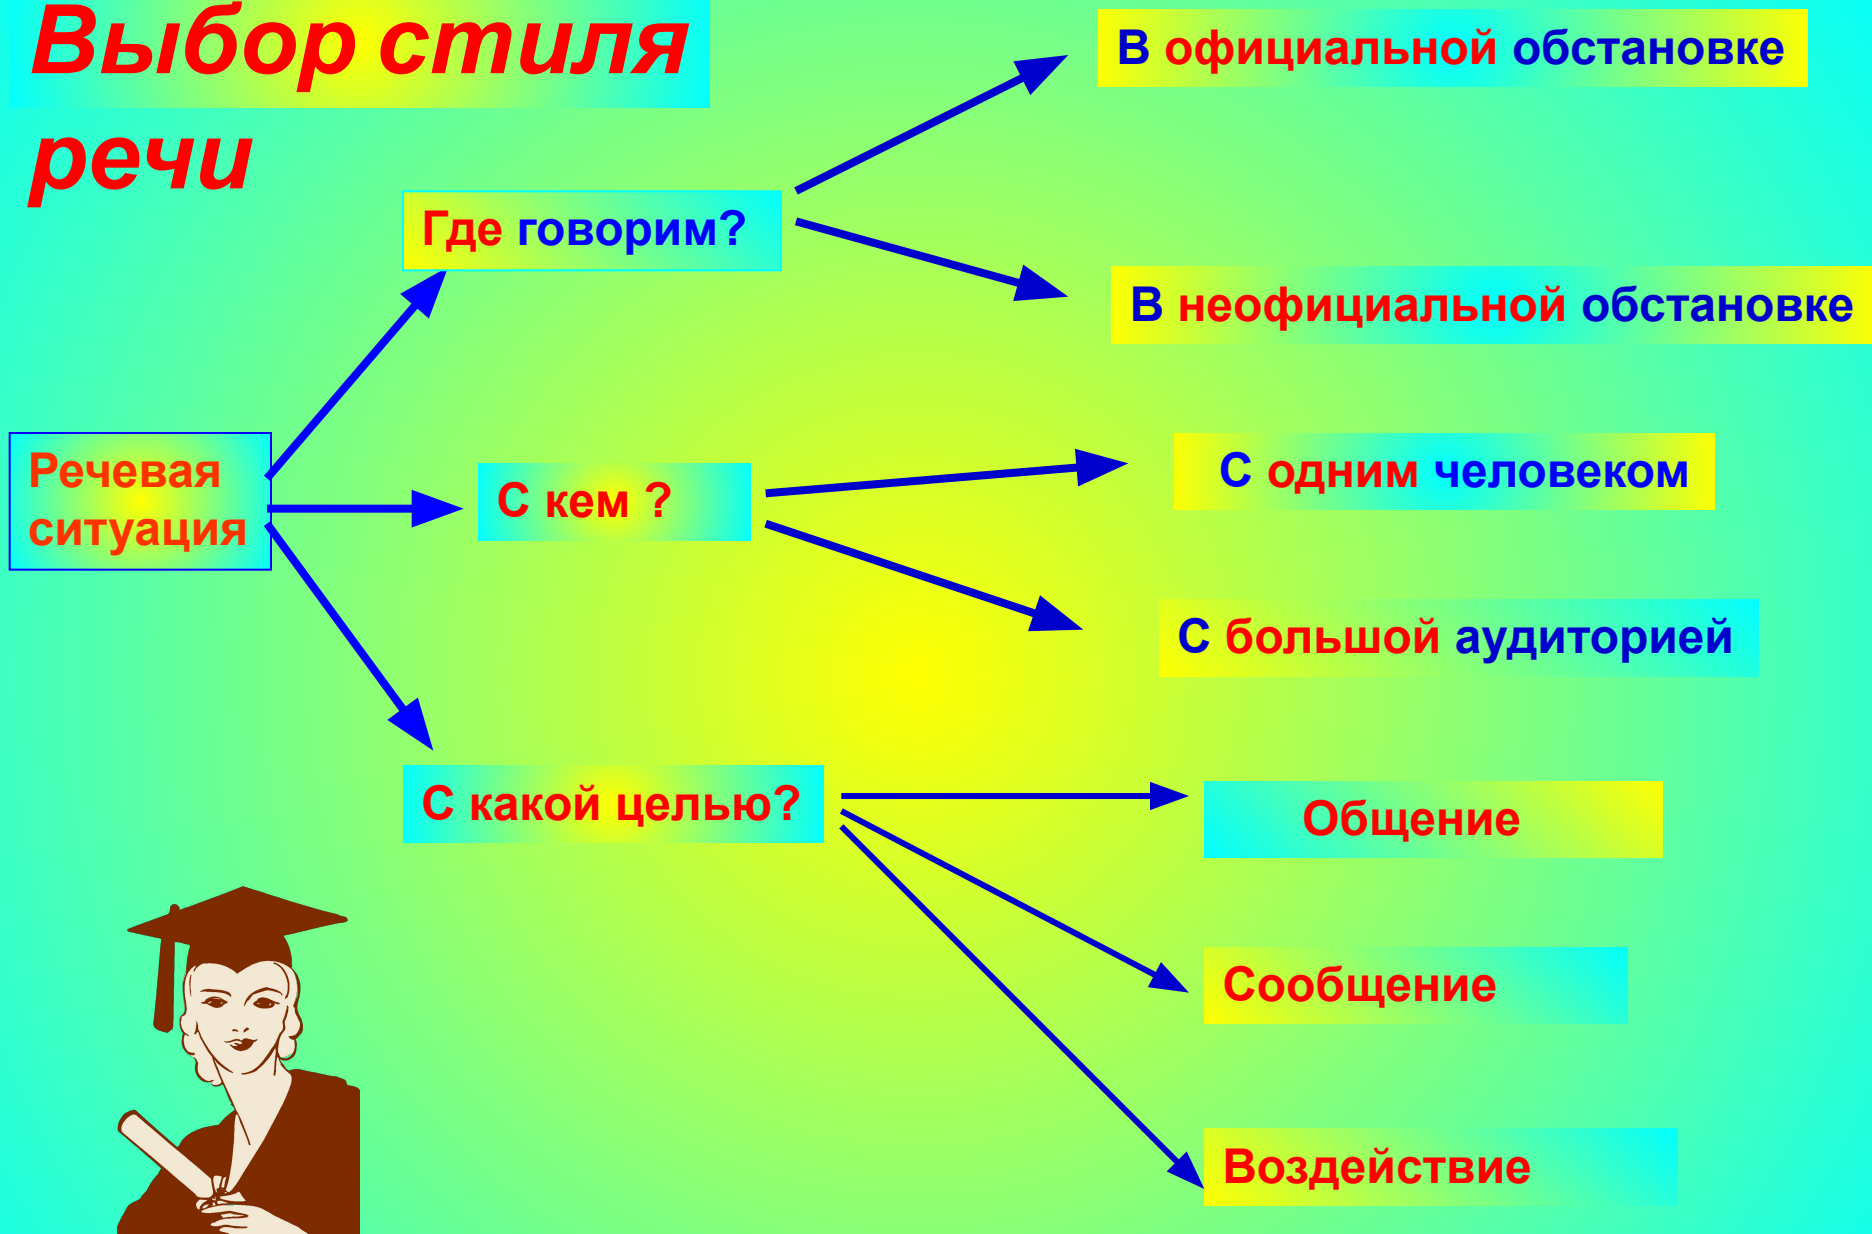 Выбор стиля
речи
В официальной обстановке
Где говорим?
В неофициальной обстановке
Речевая
ситуация
С кем ?
С одним человеком
С большой аудиторией
С какой целью?
Общение
Сообщение
Воздействие